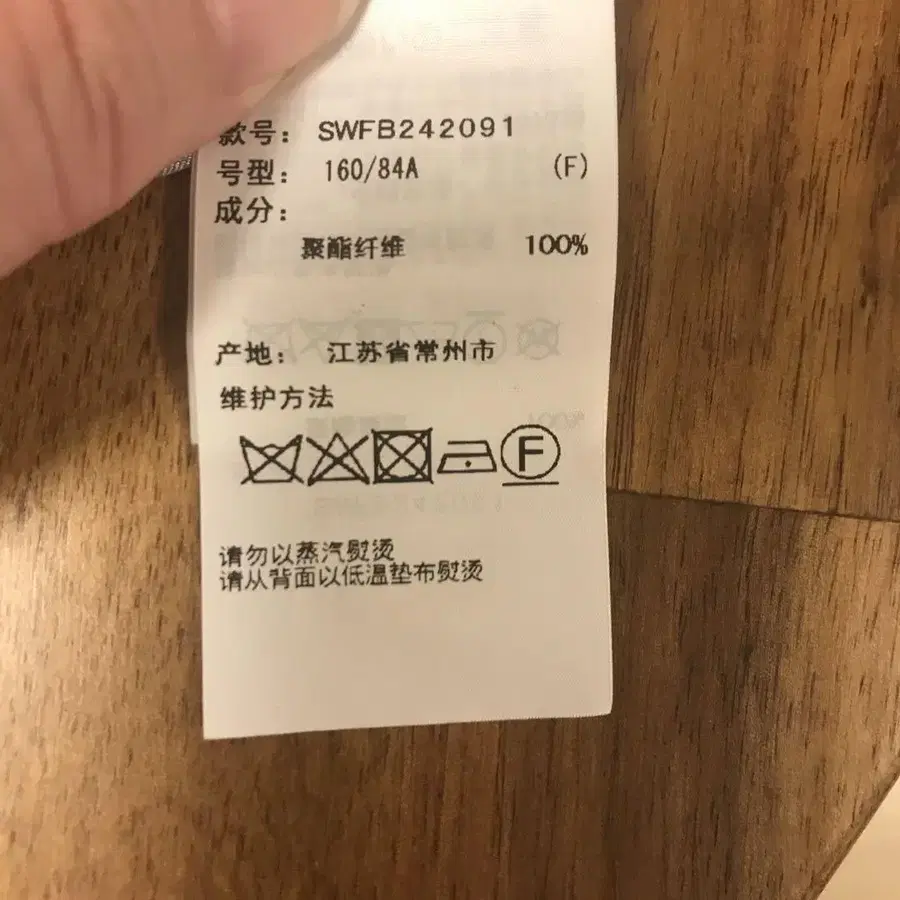 款号： SWFB242091
号型： 160/84A (F)
成分：
聚酯纤维 100%
产地： 江苏省常州市
维护方法
F
请勿以蒸汽熨烫
请从背面以低温垫布熨烫